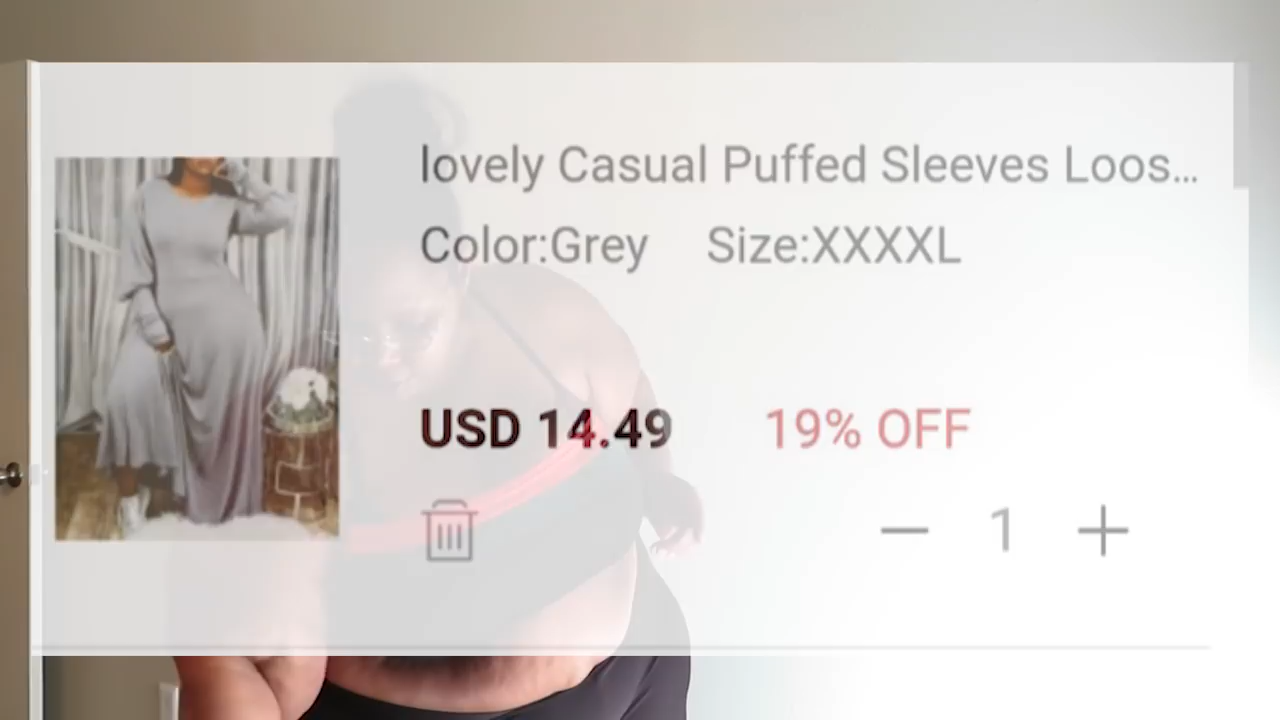 lovely Casual Puffed Sleeves Loos...
Color:Grey Size:XXXXL
USD 14.49 19% OFF
1